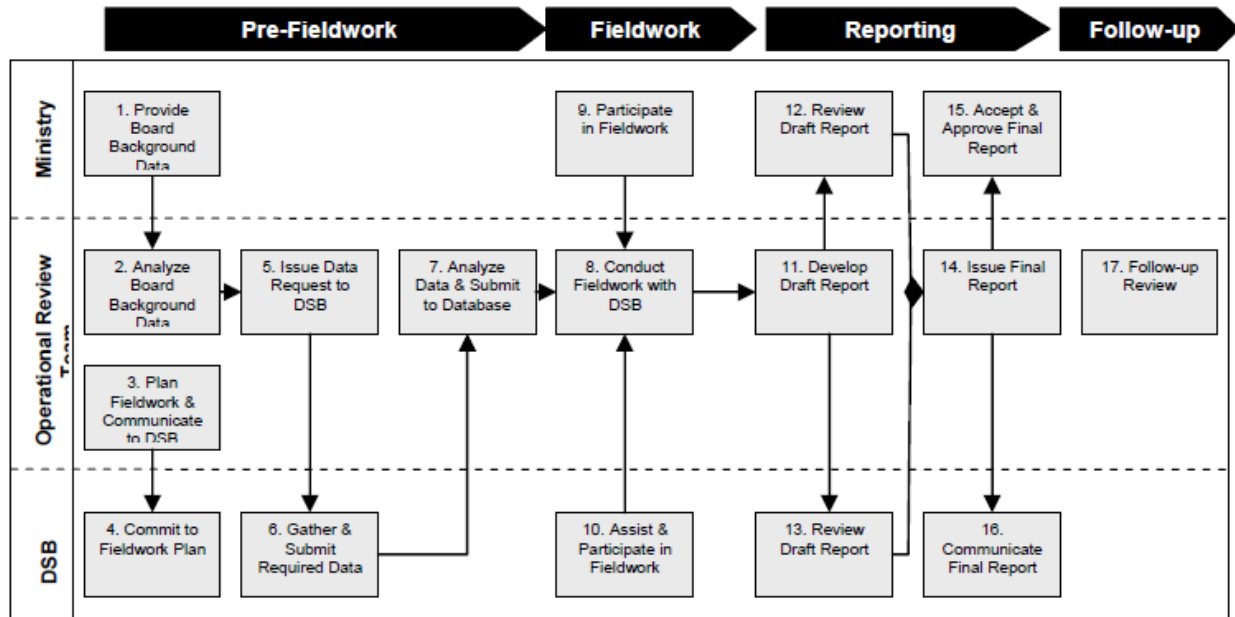 Pre-Fieldwork
Fieldwork
Reporting
Follow-up
Ministry
1. Provide
Board
Background
Data
9. Participate
in Fieldwork
12. Review
Draft Report
15. Accept &
Approve Final
Report
Operational Review
Team
2. Analyze
Board
Background
Data
5. Issue Data
Request to
DSB
7. Analyze
Data & Submit
to Database
8. Conduct
Fieldwork with
DSB
11. Develop
Draft Report
14. Issue Final
Report
17. Follow-up
Review
3. Plan
Fieldwork &
Communicate
to DSB
DSB
4. Commit to
Fieldwork Plan
6. Gather &
Submit
Required Data
10. Assist &
Participate in
Fieldwork
13. Review
Draft Report
16.
Communicate
Final Report